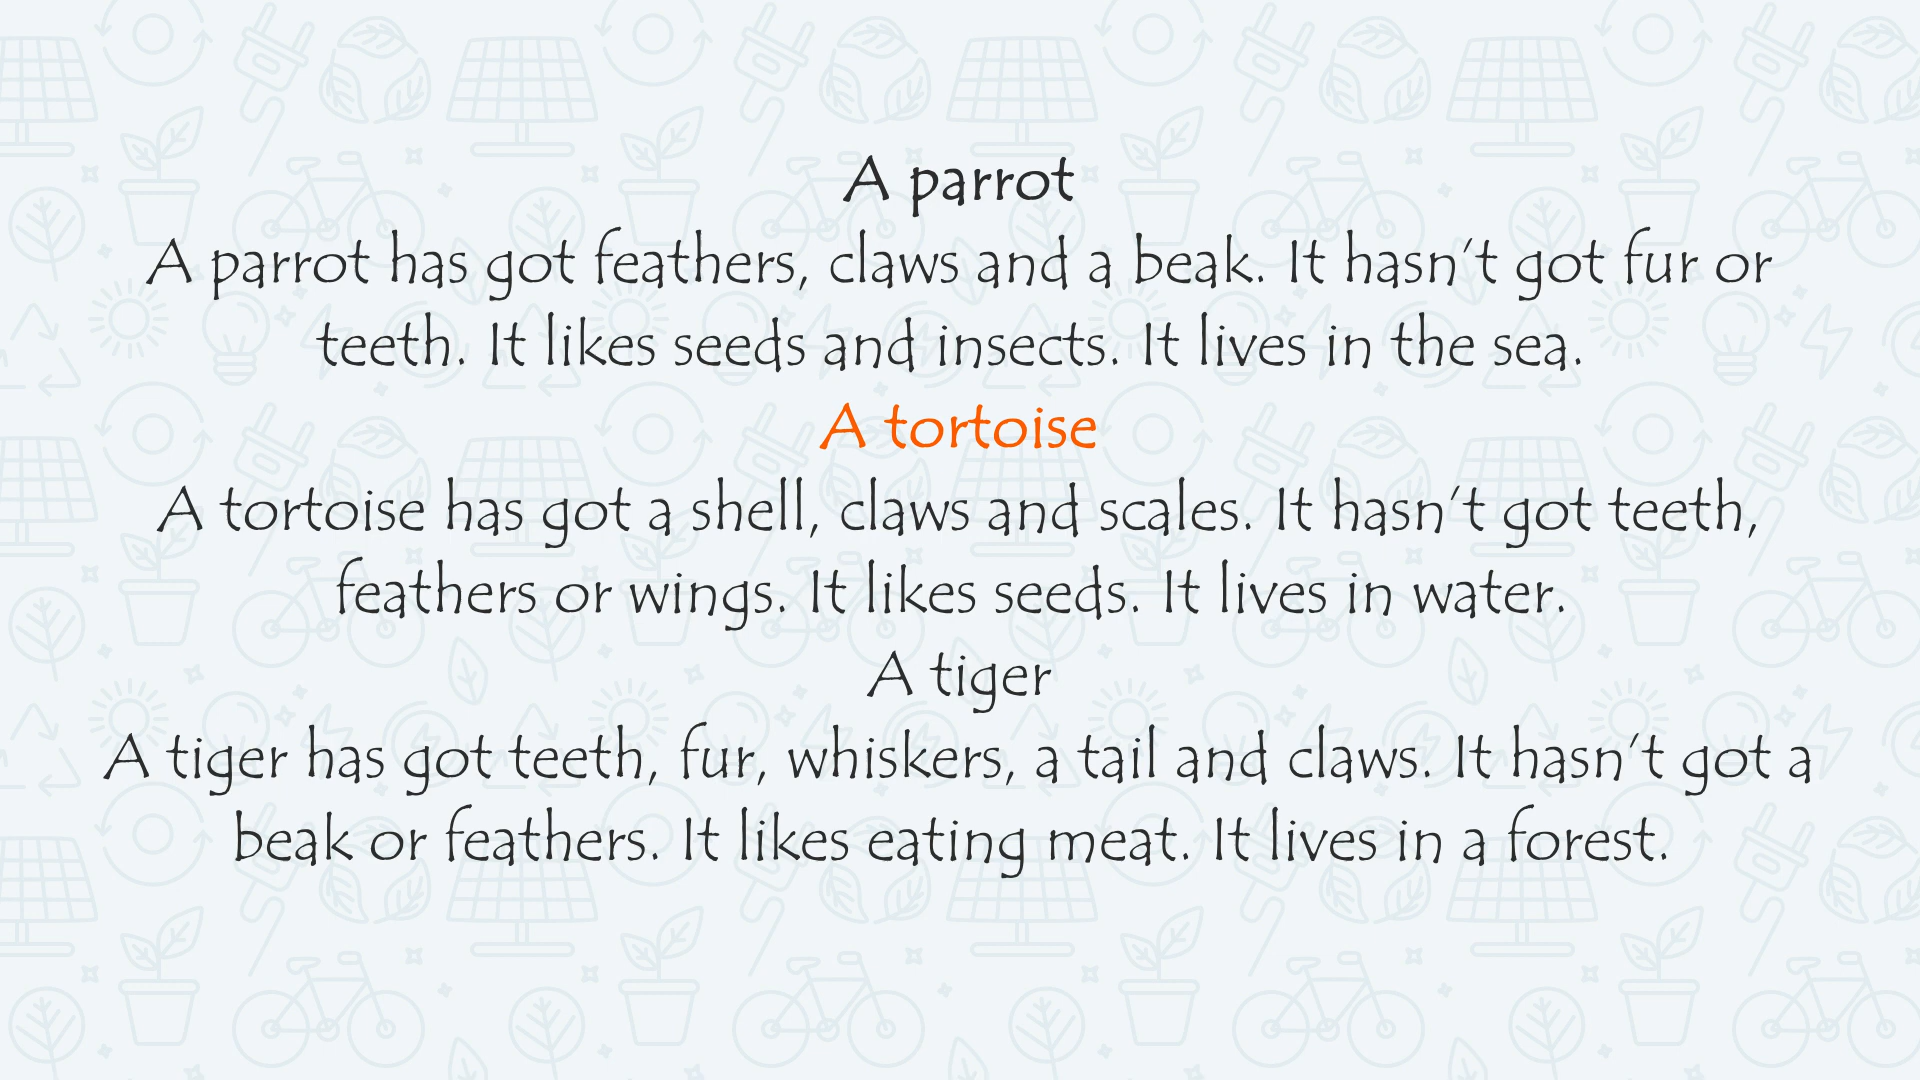 A parrot
A parrot has got feathers, claws and a beak. It hasn't got fur or
teeth. It likes seeds and insects. It lives in the sea.
A tortoise
A tortoise has got a shell, claws and scales. It hasn't got teeth,
feathers or wings. It likes seeds. It lives in water.
A tiger
A tiger has got teeth, fur, whiskers, a tail and claws. It hasn't got a
beak or feathers. It likes eating meat. It lives in a forest.